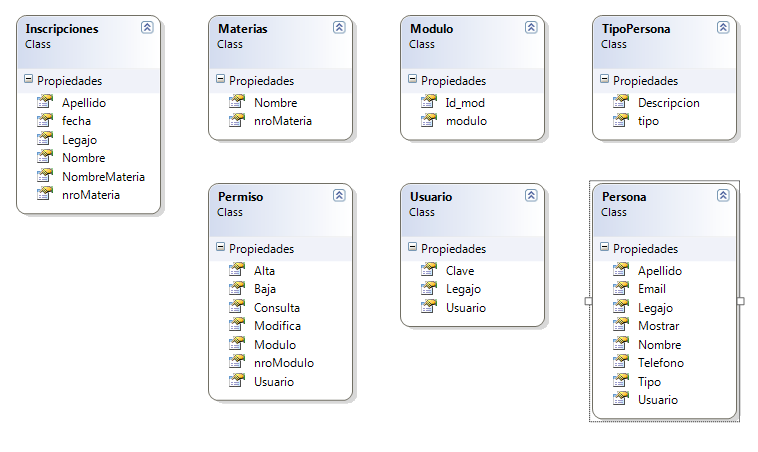 Inscripciones
Class
Propiedades
Apellido
fecha
Legajo
Nombre
NombreMateria
nroMateria
Materias
Class
Propiedades
Nombre
nroMateria
Modulo
Class
Propiedades
Id_mod
modulo
TipoPersona
Class
Propiedades
Descripcion
tipo
Permiso
Class
Propiedades
Alta
Baja
Consulta
Modifica
Modulo
nroModulo
Usuario
Usuario
Class
Propiedades
Clave
Legajo
Usuario
Persona
Class
Propiedades
Apellido
Email
Legajo
Mostrar
Nombre
Telefono
Tipo
Usuario